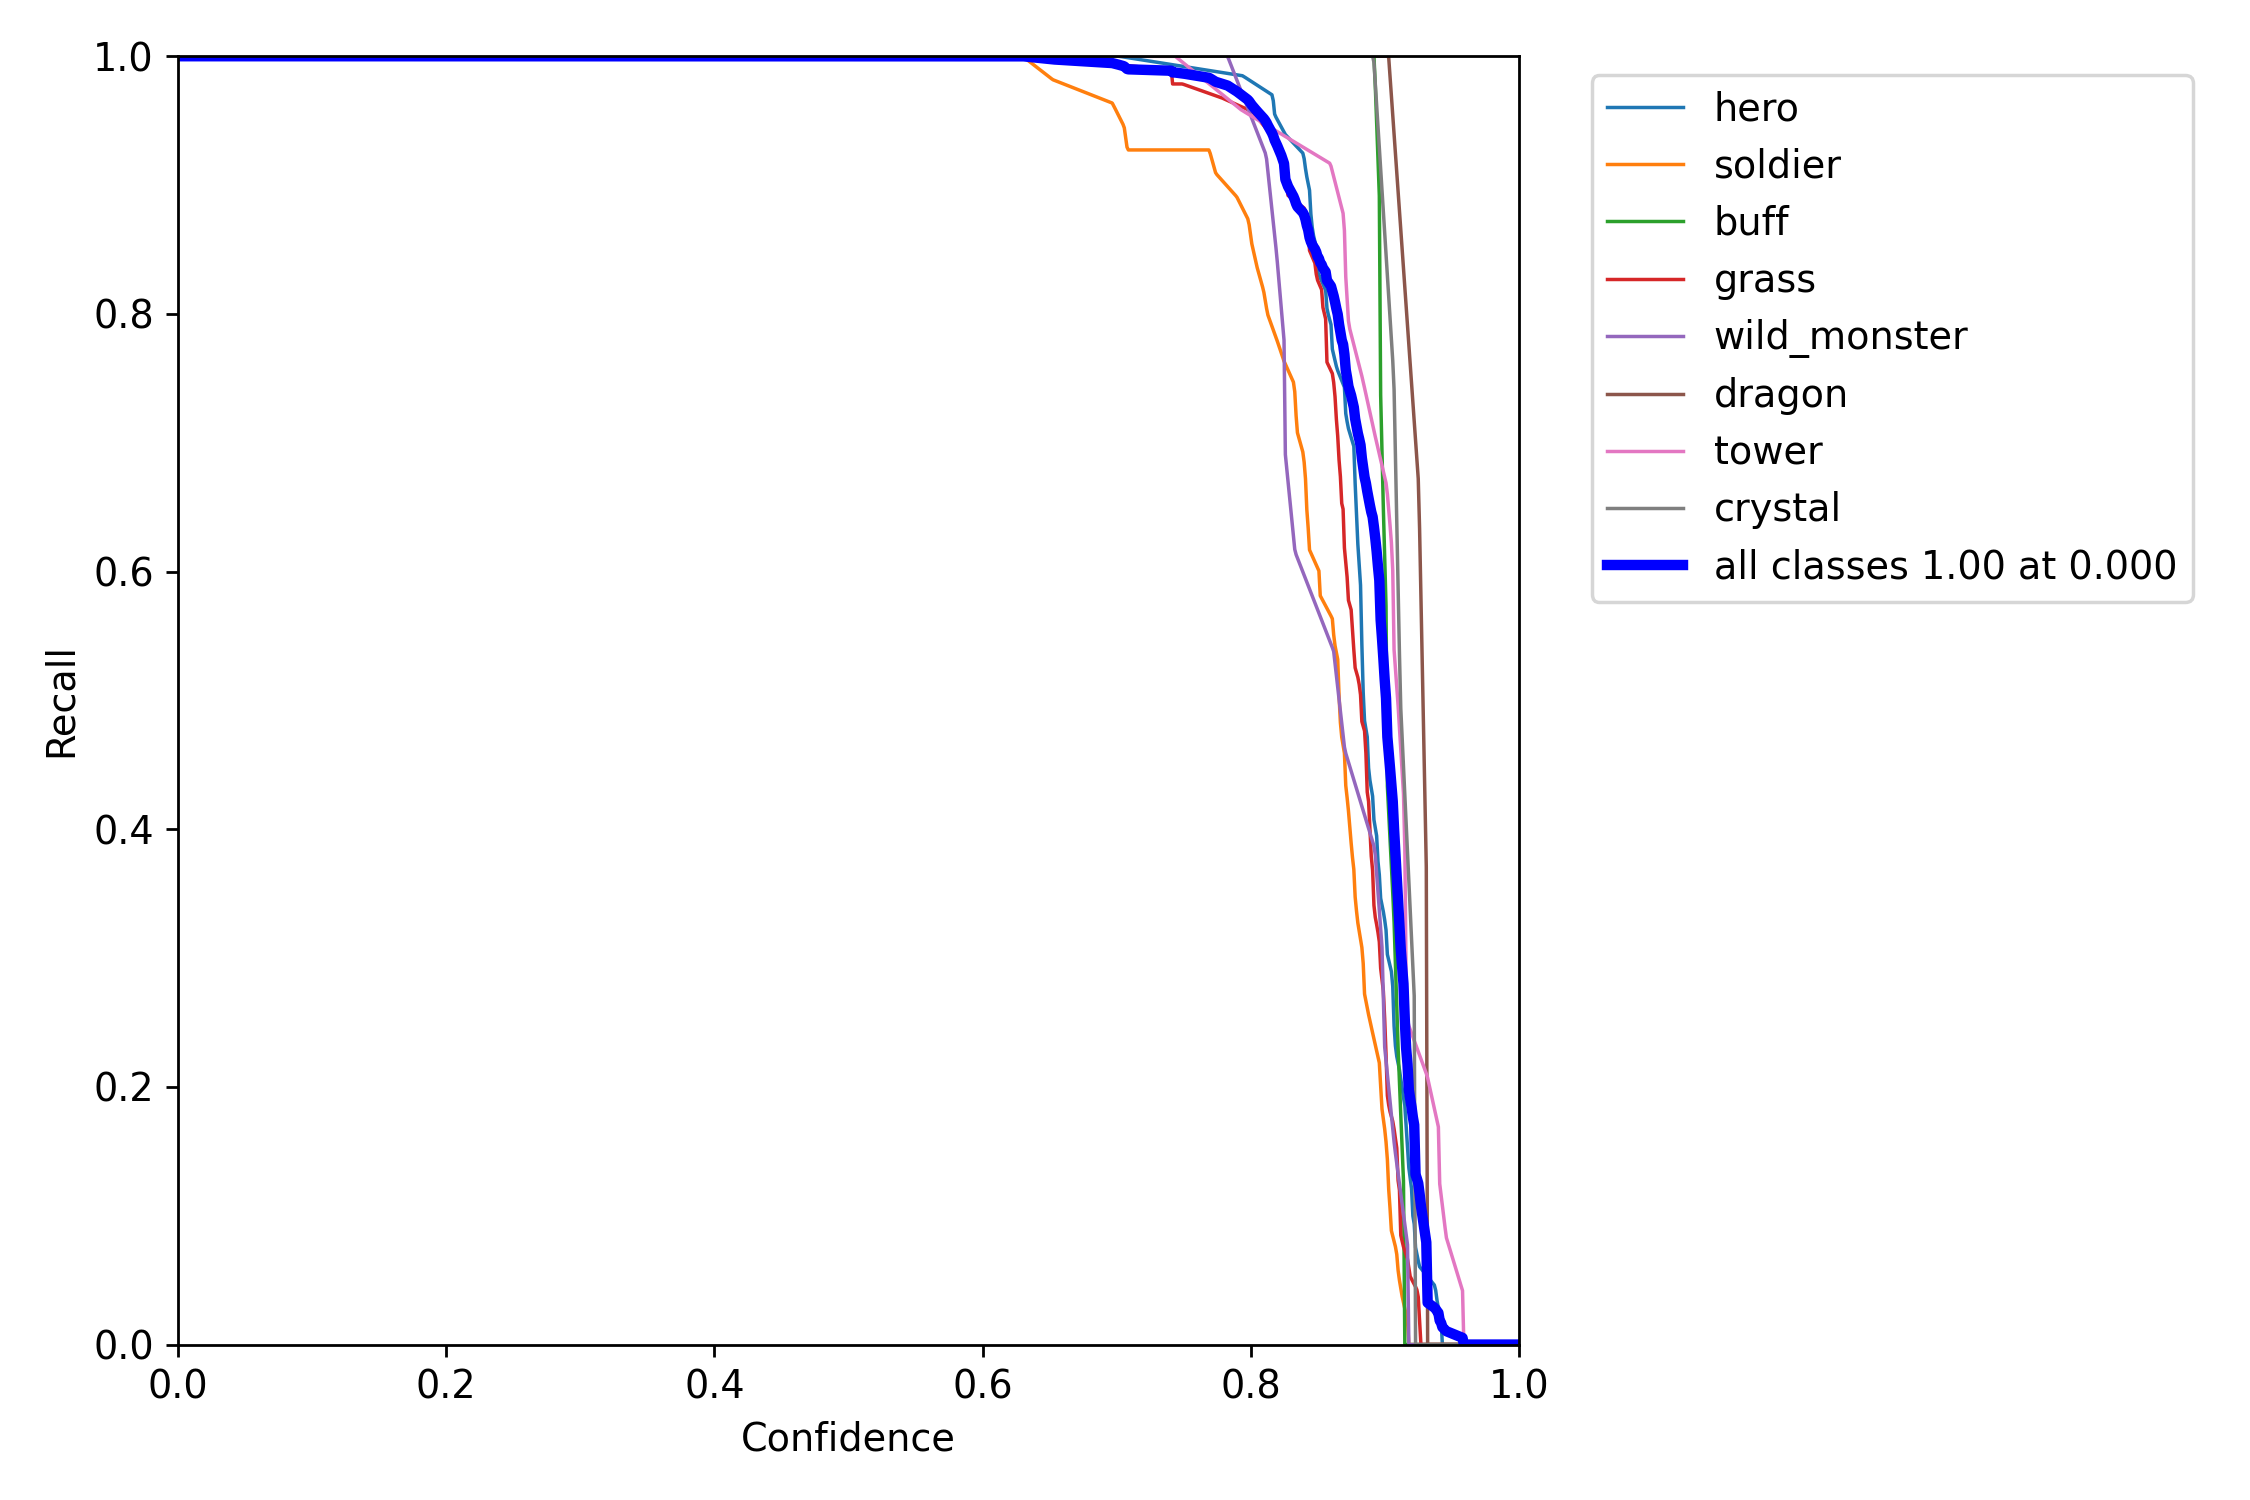 1.0
0.8
0.6
0.4
0.2
0.0
0.0 0.2 0.4 0.6 0.8 1.0
Recall
Confidence
hero
soldier
buff
grass
wild_monster
dragon
tower
crystal
all classes 1.00 at 0.000